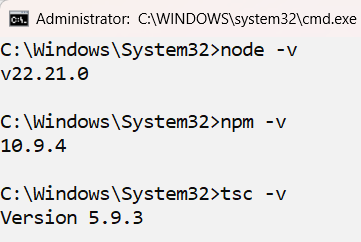 Administrator: C:\WINDOWS\system32\cmd.exe
C:\Windows\System32>node -v
v22.21.0
C:\Windows\System32>npm -v
10.9.4
C:\Windows\System32>tsc -v
Version 5.9.3